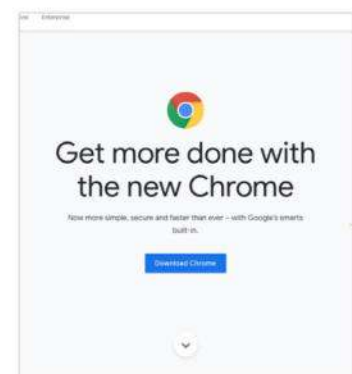 Enterprise
Get more done with
the new Chrome
Now more simple, secure and faster than ever – with Google's smarts
built-in.
Download Chrome